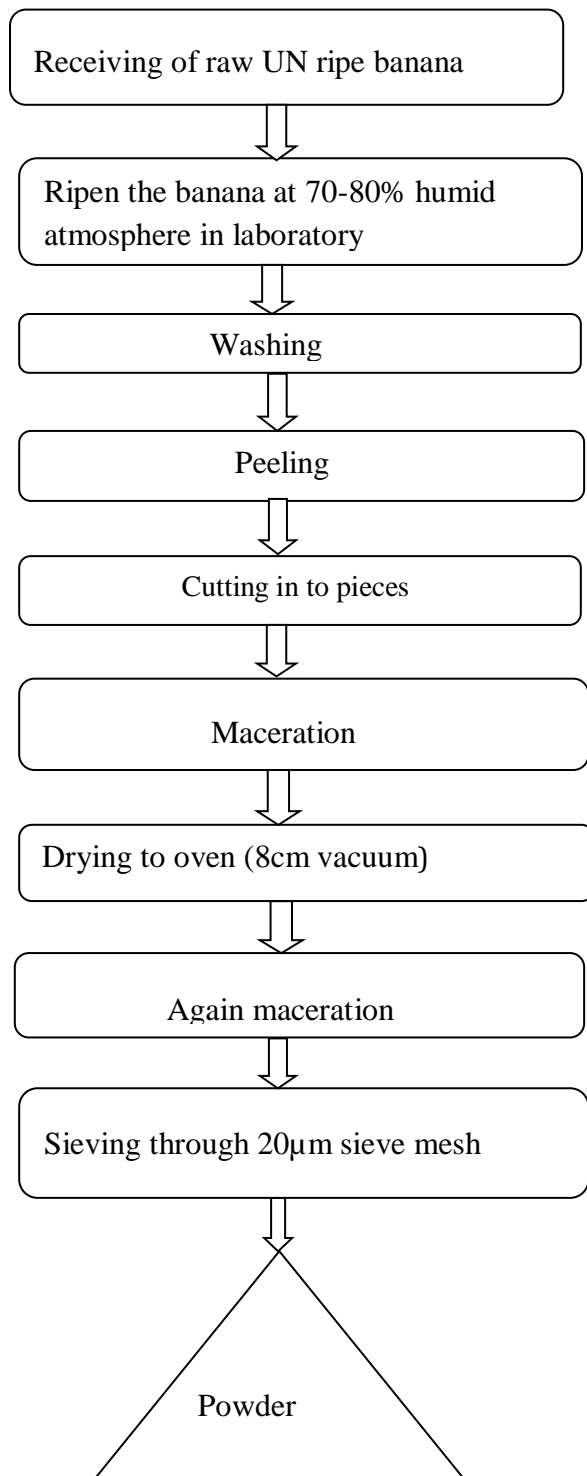 Receiving of raw UN ripe banana
Ripen the banana at 70-80% humid
atmosphere in laboratory
Washing
Peeling
Cutting in to pieces
Maceration
Drying to oven (8cm vacuum)
Again maceration
Sieving through 20µm sieve mesh
Powder